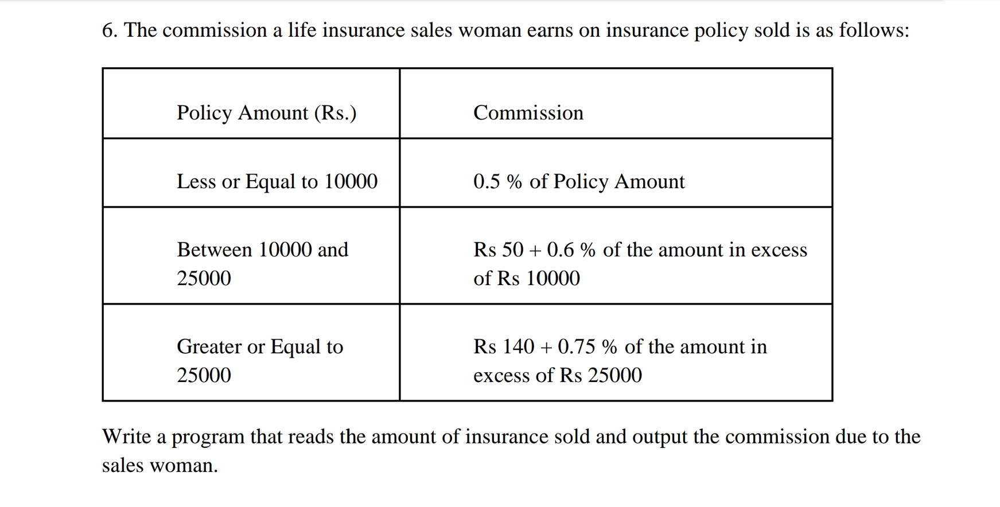 6. The commission a life insurance sales woman earns on insurance policy sold is as follows:
Policy Amount (Rs.)
Commission
Less or Equal to 10000
0.5 % of Policy Amount
Between 10000 and
25000
Rs 50 + 0.6 % of the amount in excess
of Rs 10000
Greater or Equal to
25000
Rs 140 + 0.75 % of the amount in
excess of Rs 25000
Write a program that reads the amount of insurance sold and output the commission due to the
sales woman.